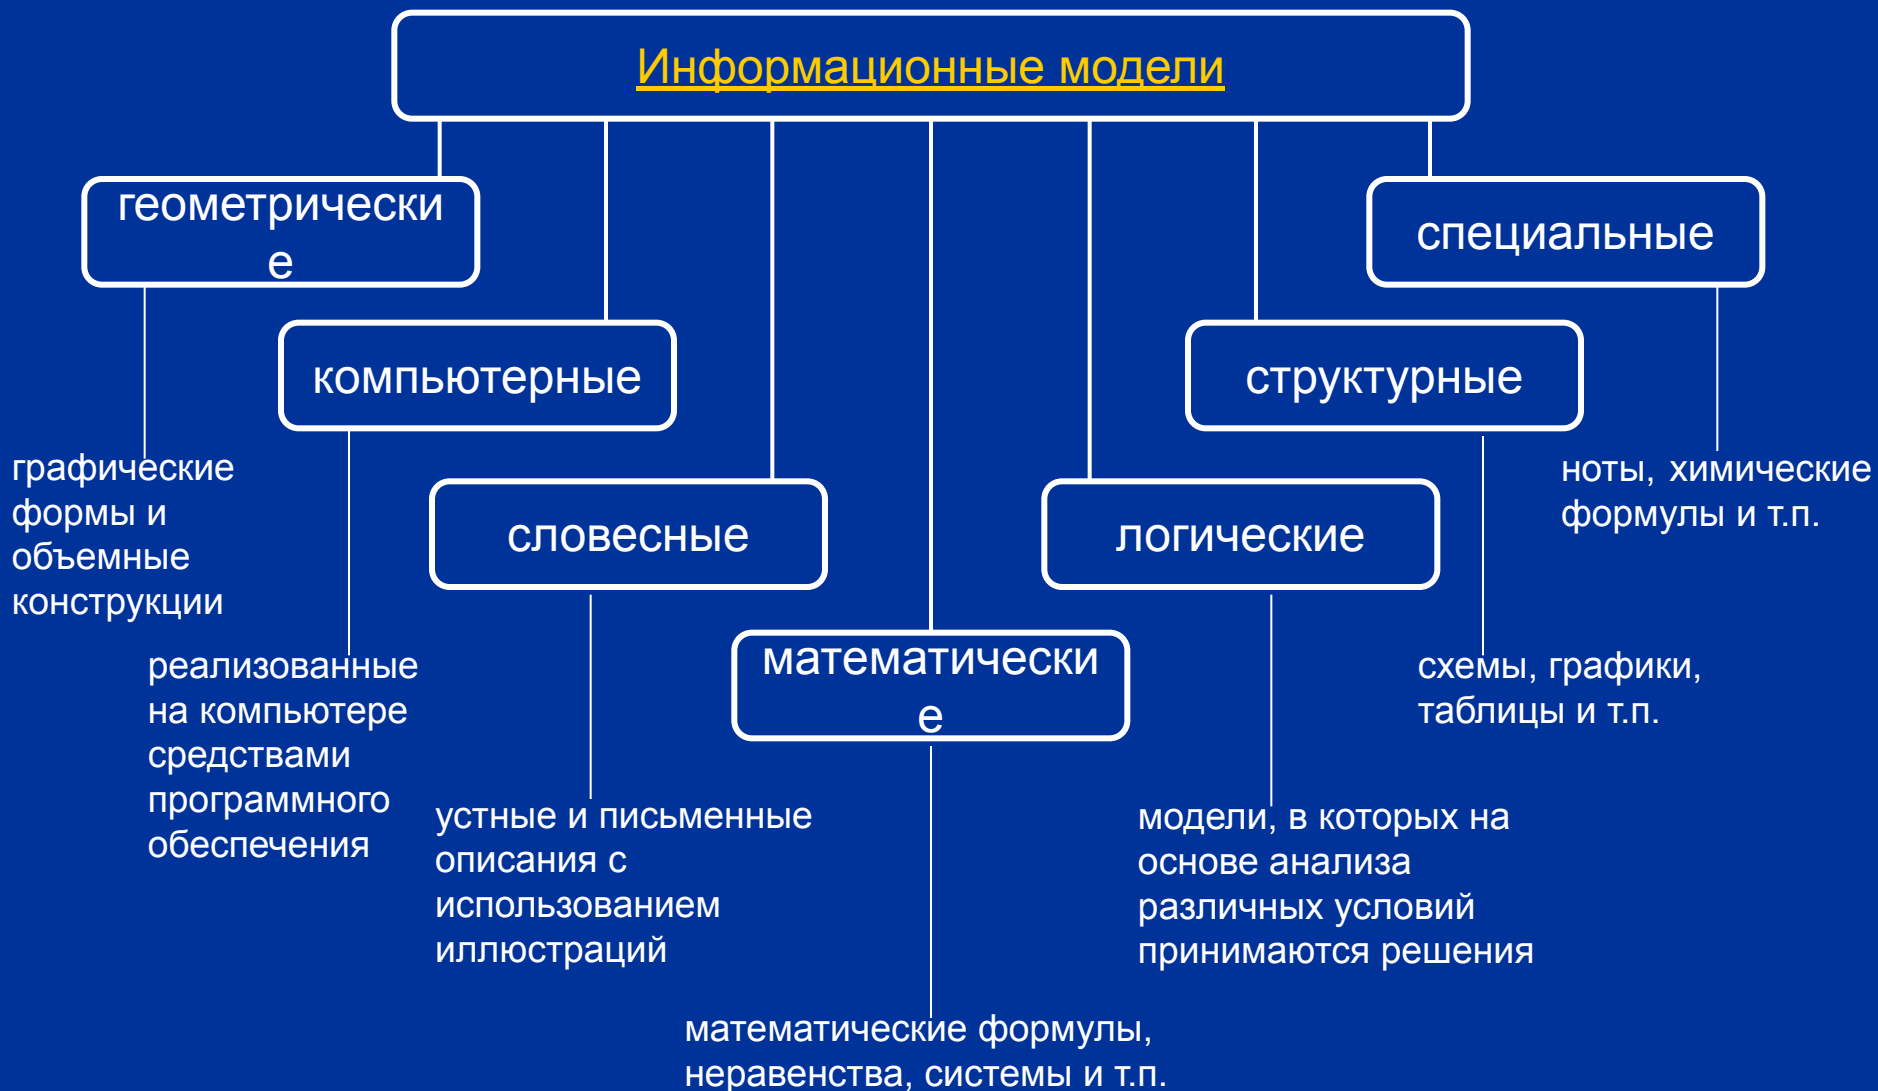 Информационные модели
геометрически
е
специальные
компьютерные
структурные
графические
формы и
объемные
конструкции
ноты, химические
формулы и т.п.
словесные
логические
реализованные
на компьютере
средствами
программного
обеспечения
математически
е
схемы, графики,
таблицы и т.п.
устные и письменные
описания с
использованием
иллюстраций
модели, в которых на
основе анализа
различных условий
принимаются решения
математические формулы,
неравенства, системы и т.п.